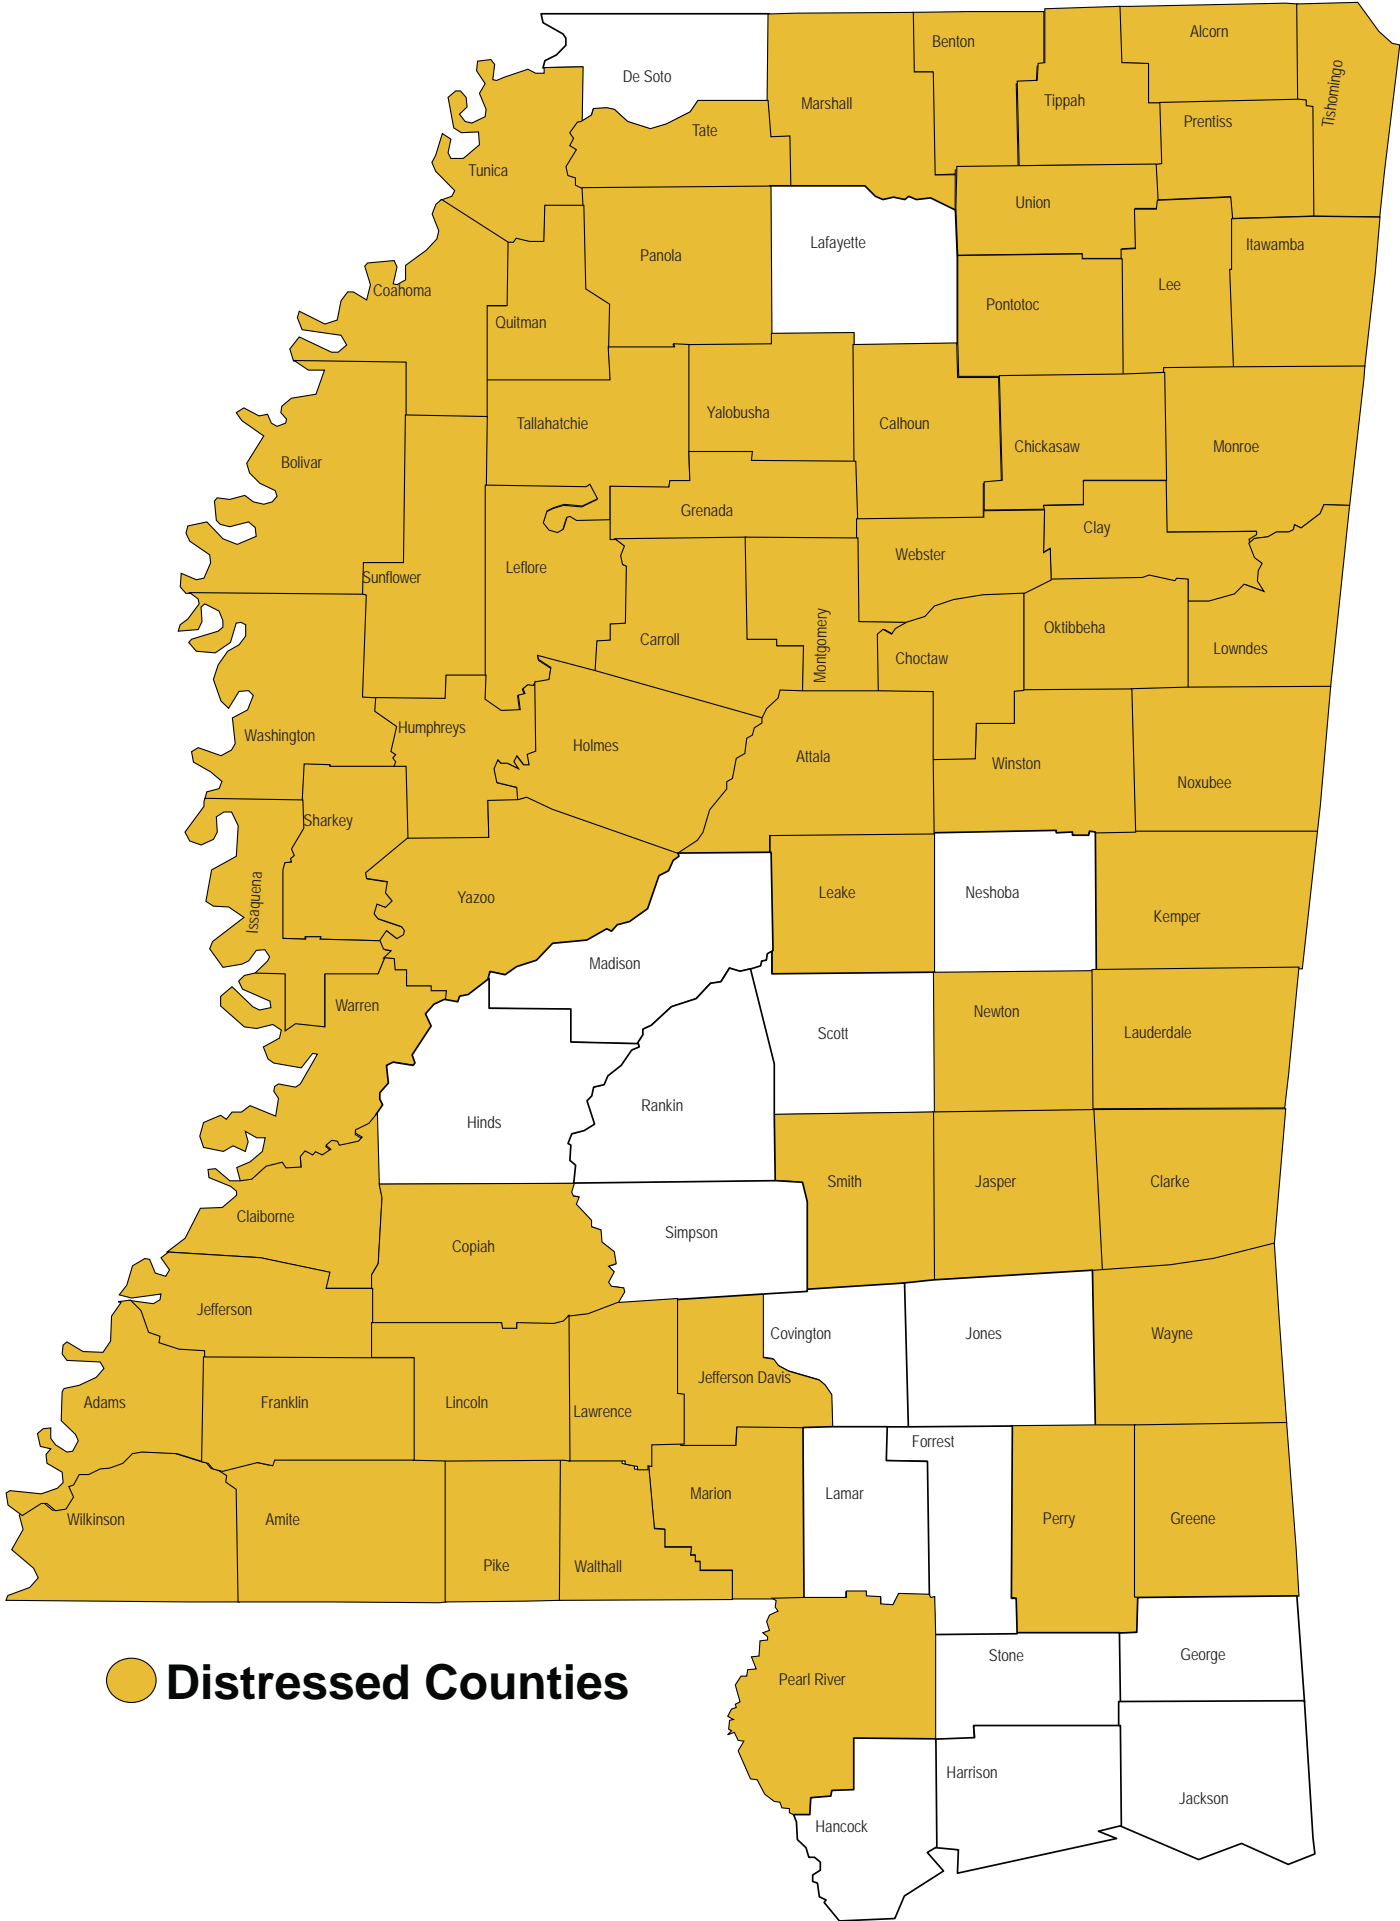 Alcorn
Benton
De Soto
Tishomingo
Marshall
Tippah
Prentiss
Tate
Tunica
Union
Lafayette
Itawamba
Panola
Lee
Coahoma
Pontotoc
Quitman
Yalobusha
Tallahatchie
Calhoun
Chickasaw
Monroe
Bolivar
Grenada
Clay
Webster
Leflore
Sunflower
Oktibbeha
Carroll
Montgomery
Lowndes
Choctaw
Humphreys
Washington
Holmes
Attala
Winston
Noxubee
Sharkey
Leake
Neshoba
Yazoo
Issaquena
Kemper
Madison
Warren
Newton
Scott
Lauderdale
Rankin
Hinds
Smith
Jasper
Clarke
Claiborne
Simpson
Copiah
Jefferson
Covington
Jones
Wayne
Jefferson Davis
Adams
Franklin
Lincoln
Lawrence
Forrest
Marion
Lamar
Wilkinson
Amite
Perry
Greene
Pike
Walthall
Stone
George
Distressed Counties
Pearl River
Harrison
Jackson
Hancock